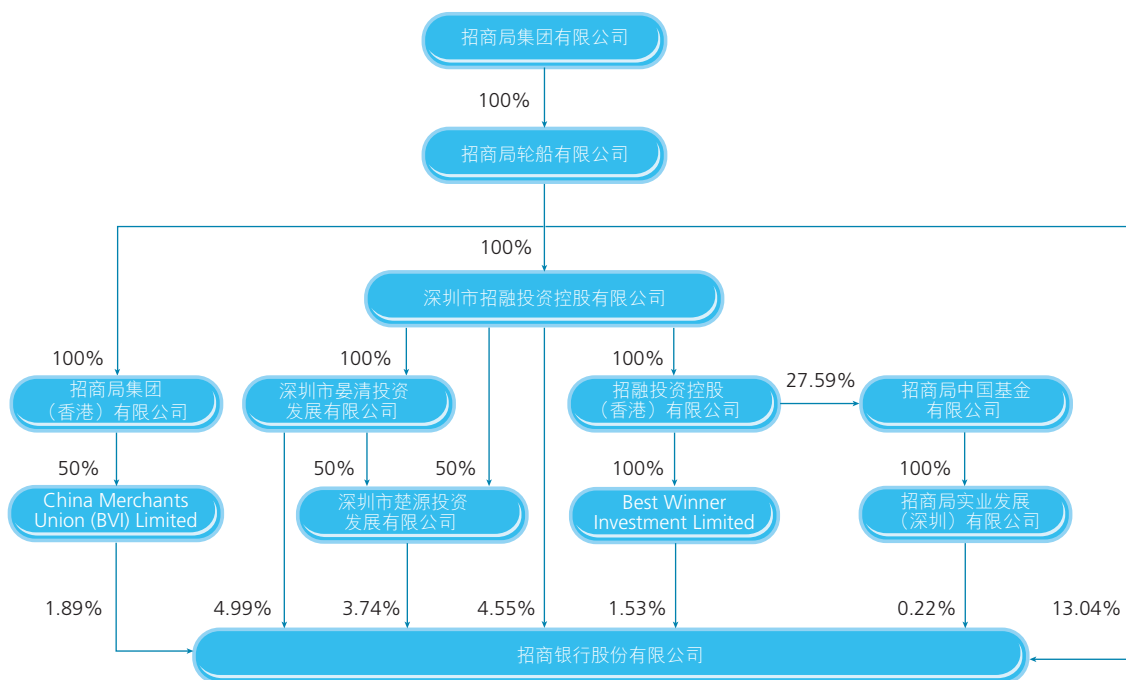 招商局集团有限公司
100%
招商局轮船有限公司
100%
深圳市招融投资控股有限公司
100%
100%
100%
招商局集团
（香港）有限公司
深圳市晏清投资
发展有限公司
招融投资控股
（香港）有限公司
27.59%
招商局中国基金
有限公司
50%
50%
50%
100%
100%
China Merchants
Union (BVI) Limited
深圳市楚源投资
发展有限公司
Best Winner
Investment Limited
招商局实业发展
（深圳）有限公司
1.89%
4.99%
3.74%
4.55%
1.53%
0.22%
13.04%
招商银行股份有限公司